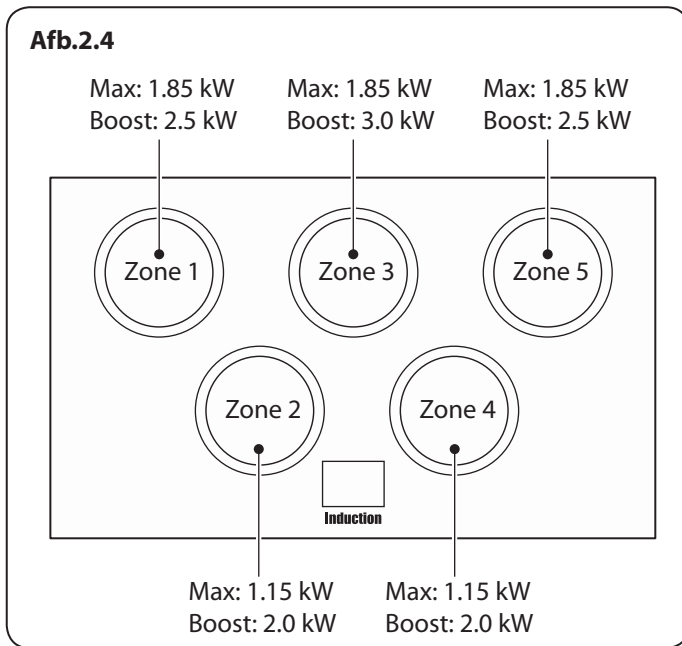 Afb.2.4
Max: 1.85 kW
Boost: 2.5 kW
Max: 1.85 kW
Boost: 3.0 kW
Max: 1.85 kW
Boost: 2.5 kW
Zone 1
Zone 3
Zone 5
Zone 2
Zone 4
Induction
Max: 1.15 kW
Boost: 2.0 kW
Max: 1.15 kW
Boost: 2.0 kW